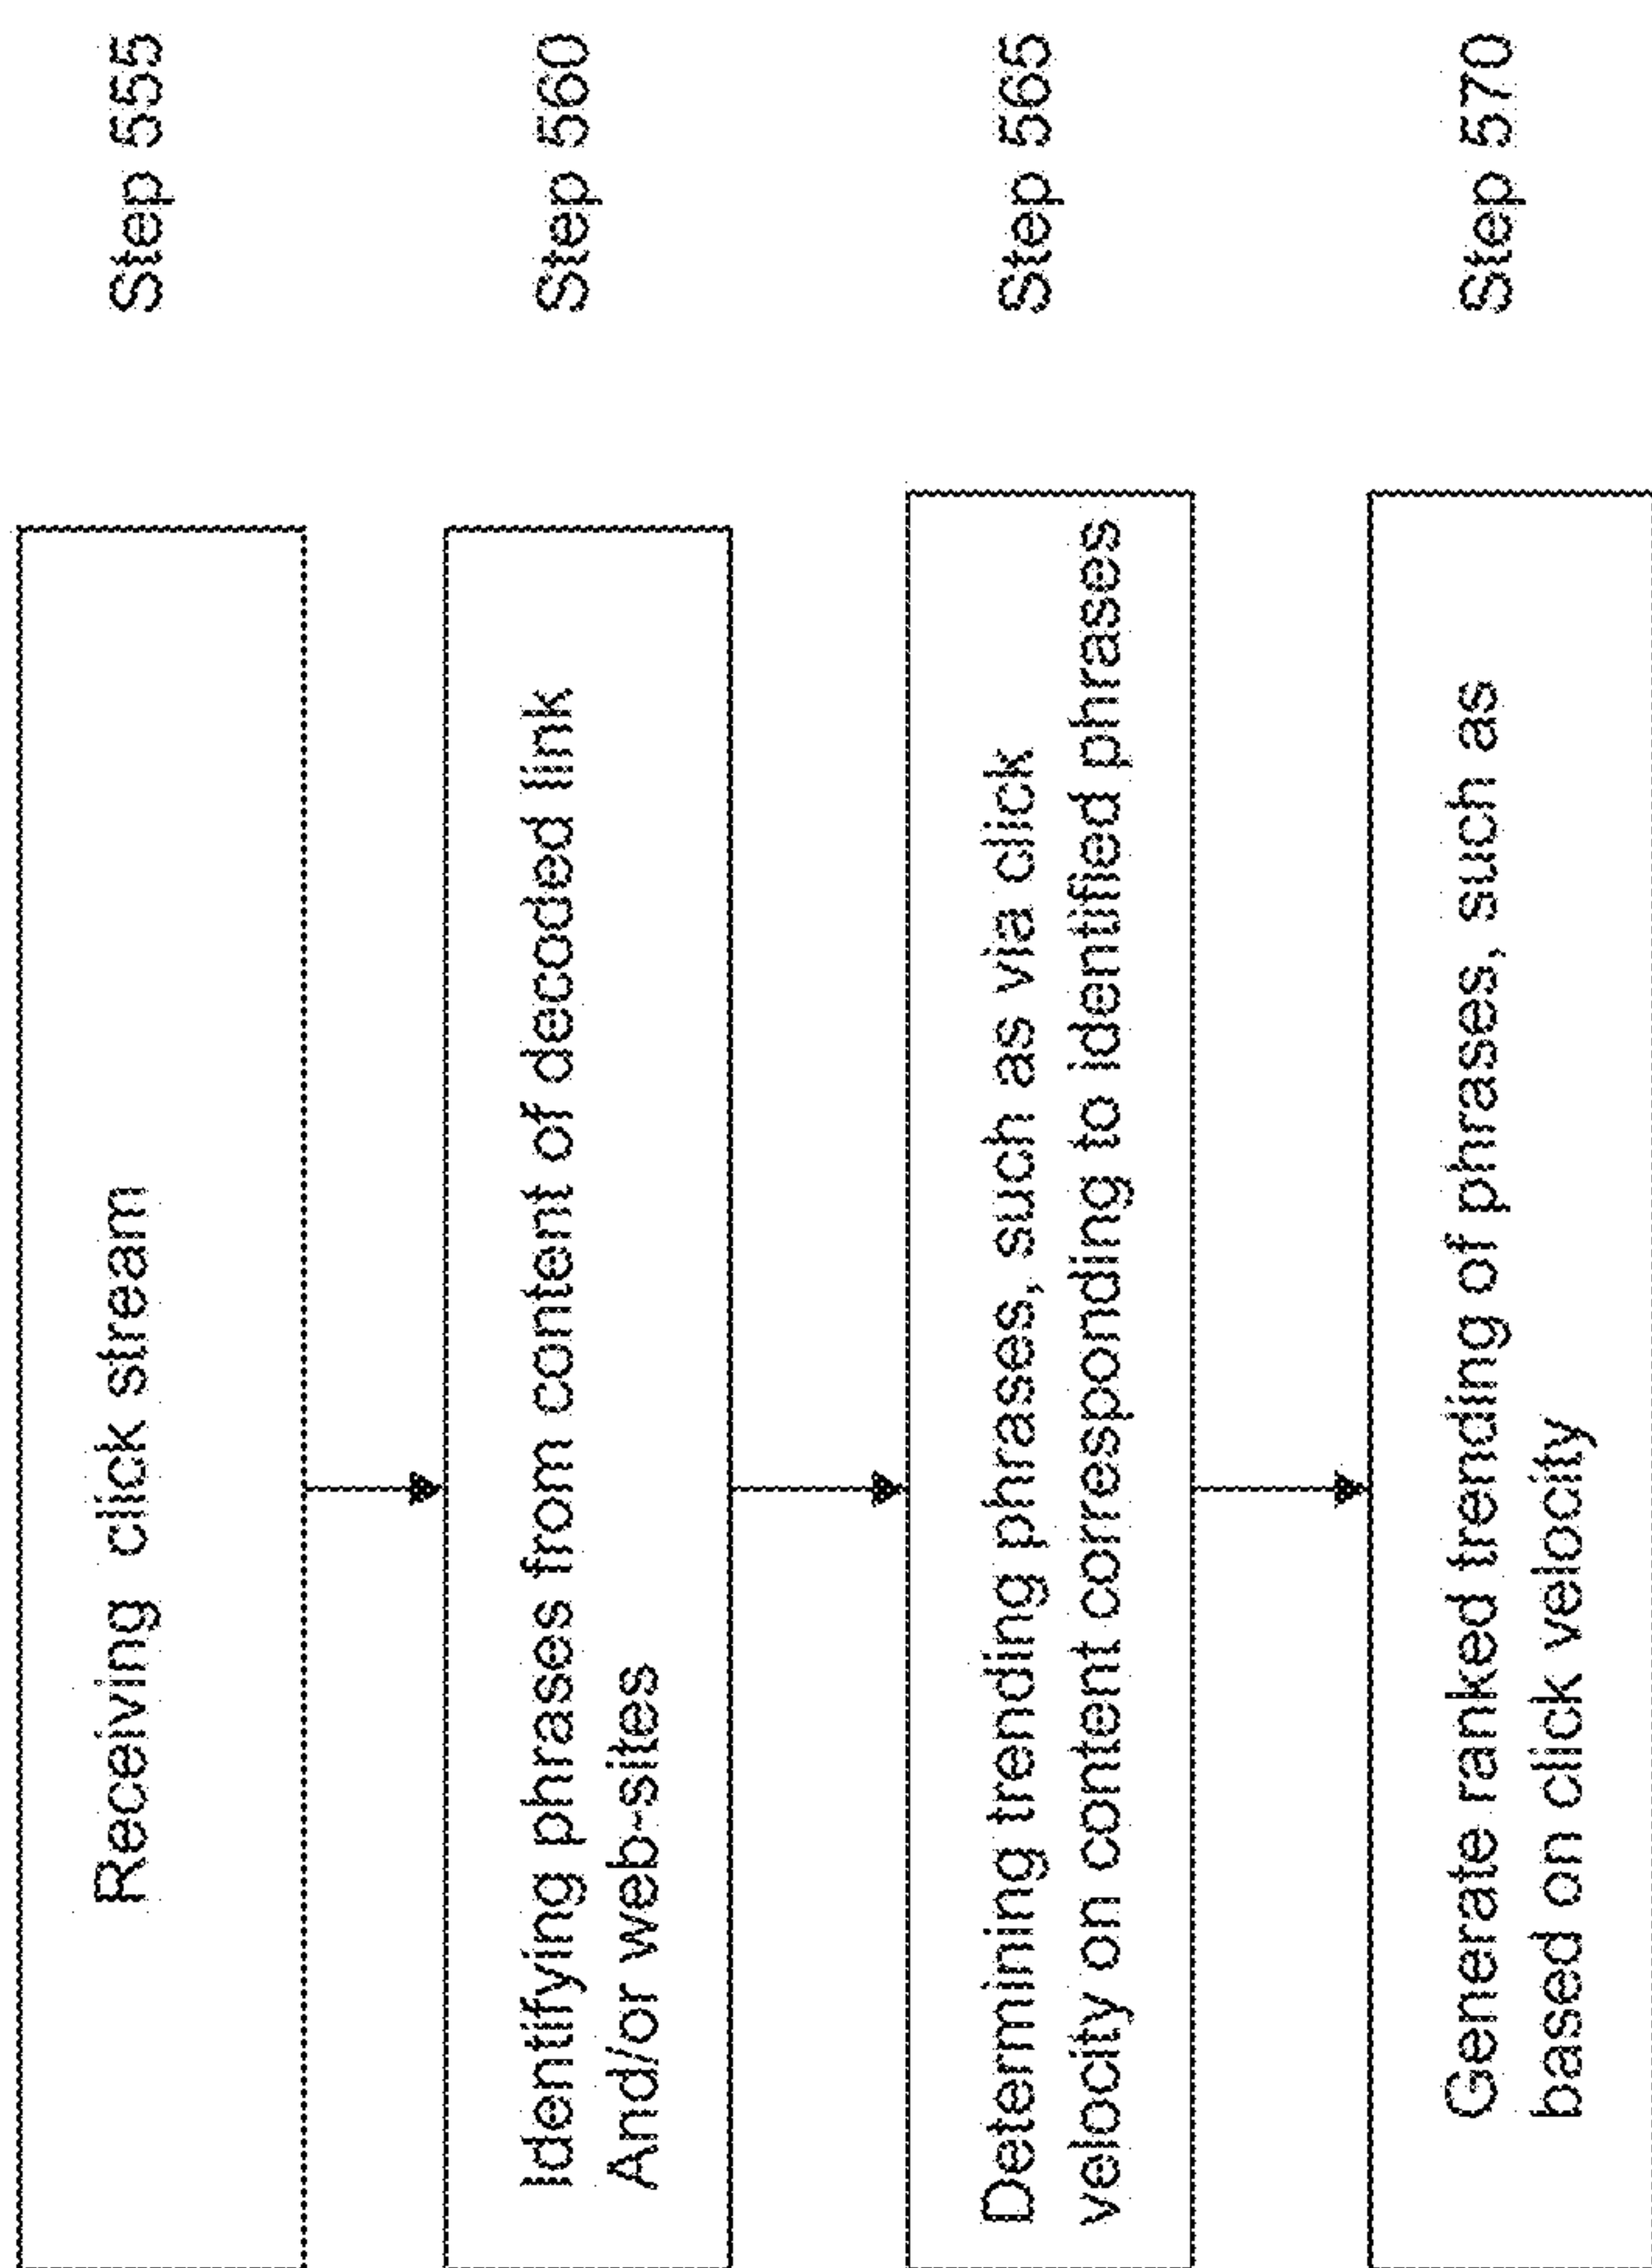 Receiving click stream
Step 555
Identifying phrases from content of decoded link
And/or web-sites
Step 560
Determining trending phrases, such as via click
velocity on content corresponding to identified phrases
Step 565
Generate ranked trending of phrases, such as
based on click velocity
Step 570